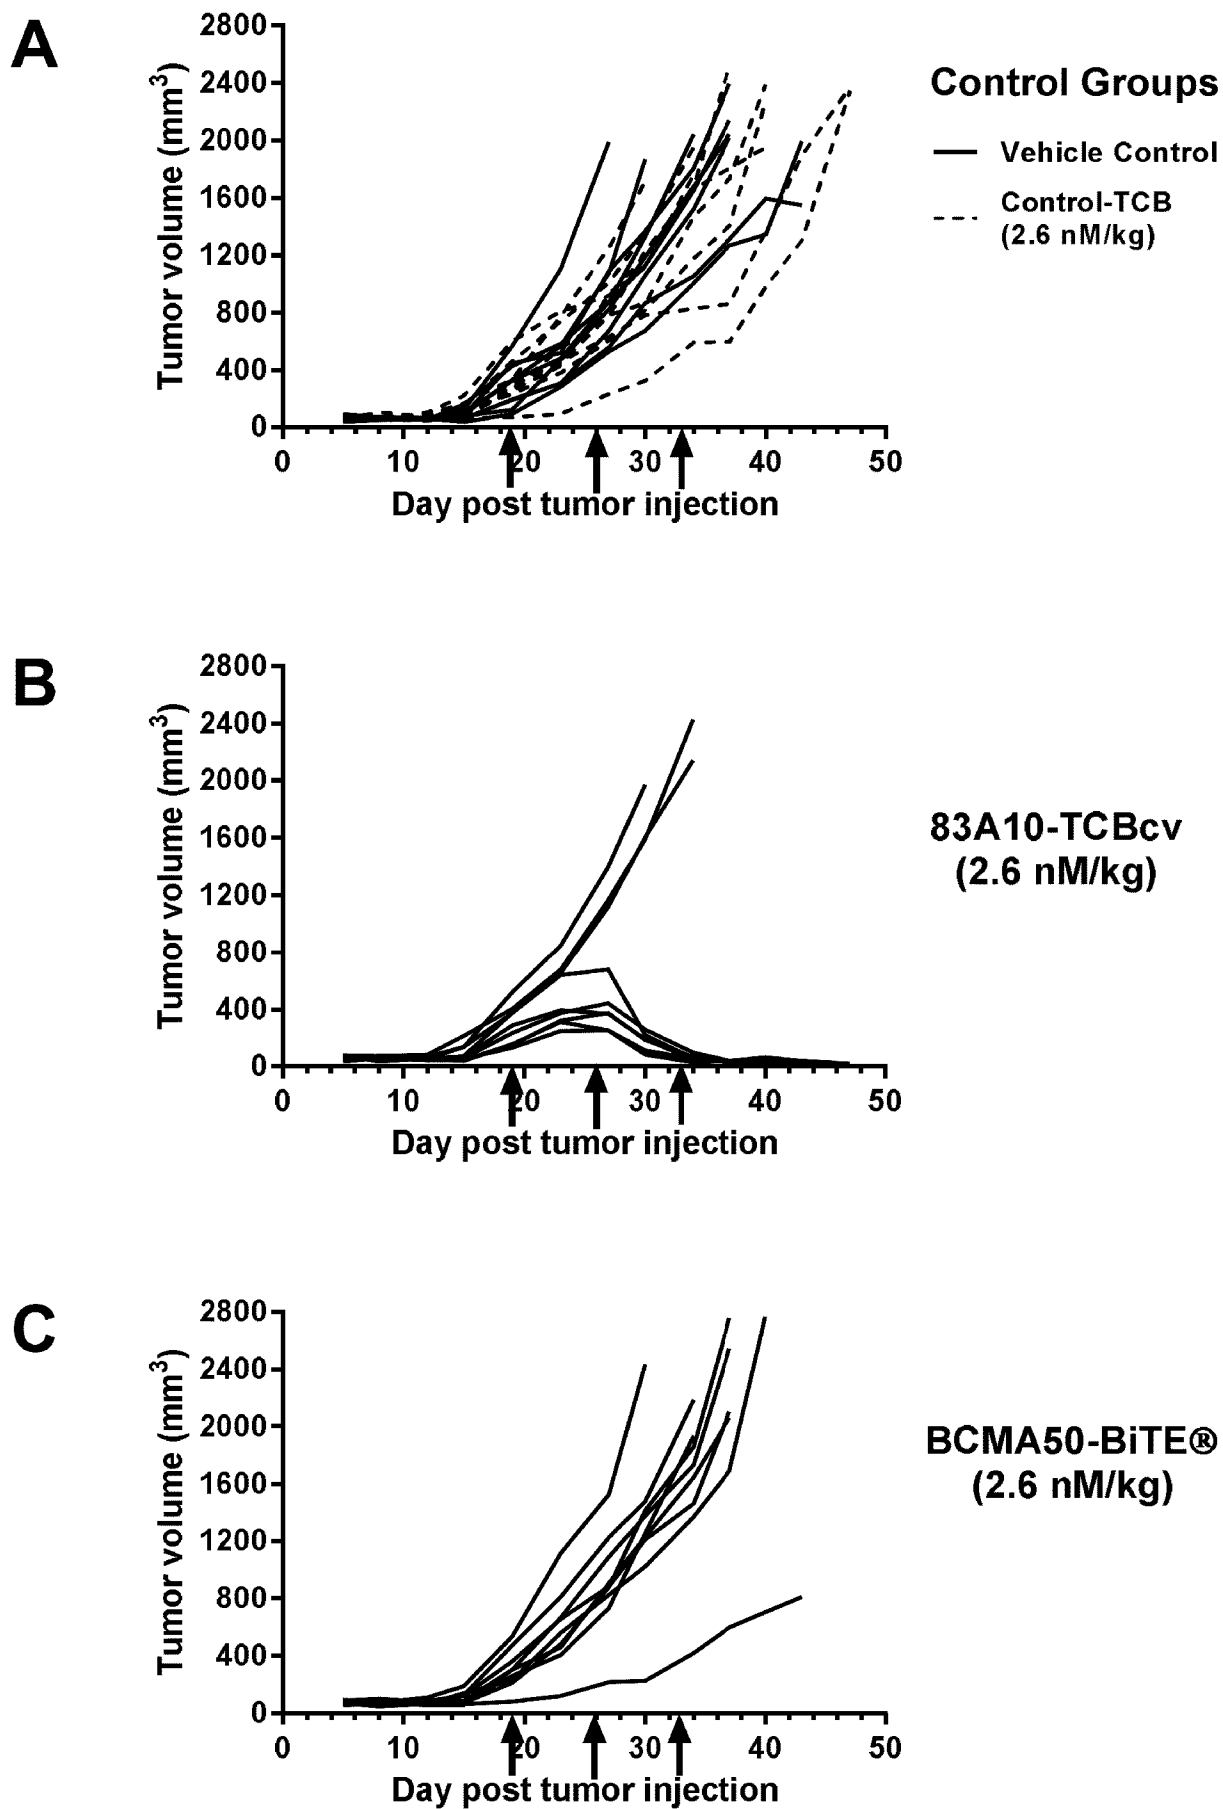 A
2800
2400
2000
1600
1200
800
400
0
Tumor volume (mm³)
0 10 20 30 40 50
Day post tumor injection
Control Groups
Vehicle Control
Control-TCB
(2.6 nM/kg)
B
2800
2400
2000
1600
1200
800
400
0
Tumor volume (mm³)
0 10 20 30 40 50
Day post tumor injection
83A10-TCBcv
(2.6 nM/kg)
C
2800
2400
2000
1600
1200
800
400
0
Tumor volume (mm³)
0 10 20 30 40 50
Day post tumor injection
BCMA50-BiTE®
(2.6 nM/kg)